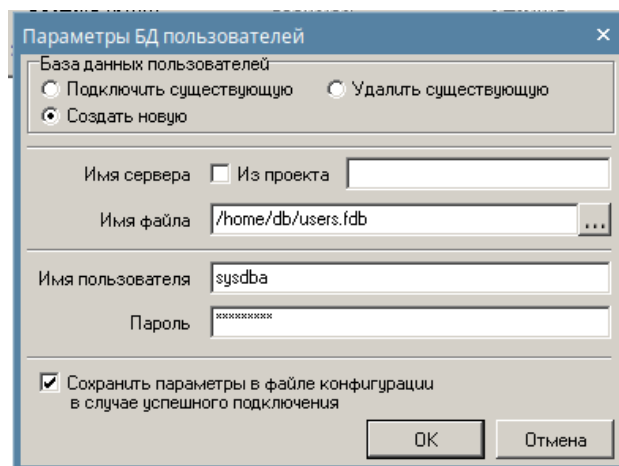 Параметры БД пользователей
База данных пользователей
Подключить существующую
Удалить существующую
Создать новую
Имя сервера
Из проекта
Имя файла
/home/db/users.fdb
...
Имя пользователя
sysdba
Пароль
*********
Сохранить параметры в файле конфигурации
в случае успешного подключения
OK
Отмена